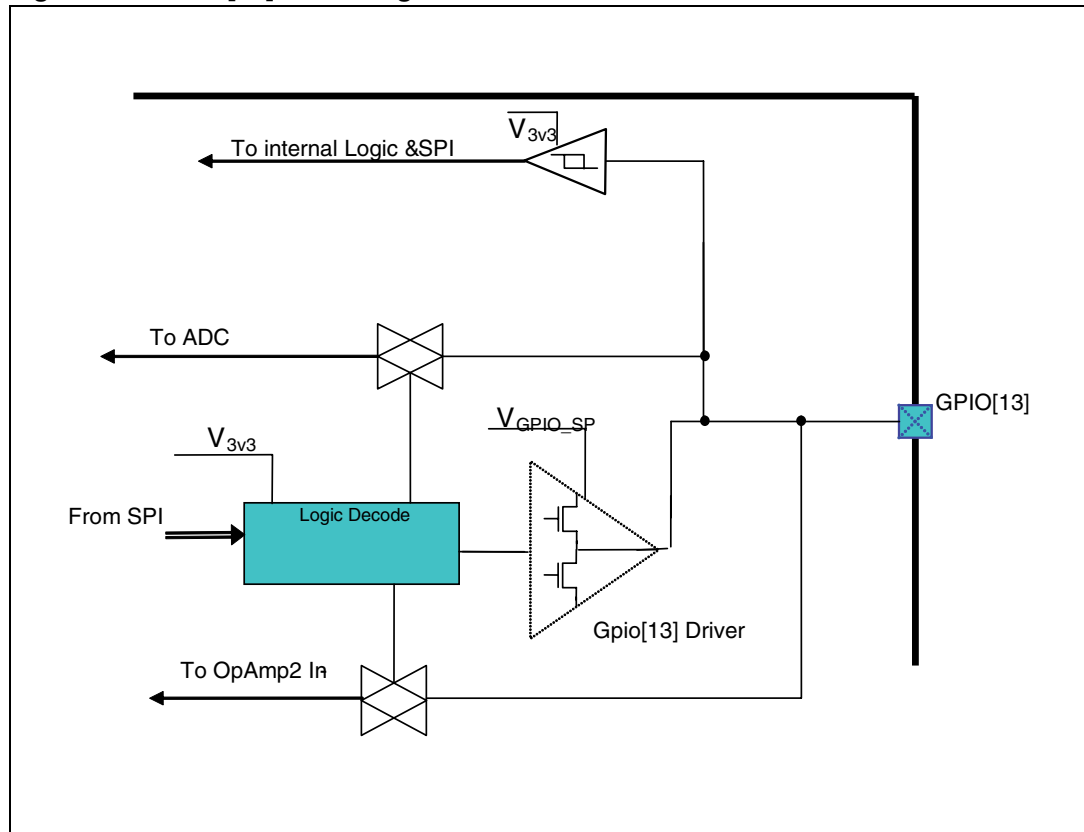 V3v3
To internal Logic &SPI
To ADC
GPIO[13]
VGPIO_SP
V3v3
From SPI
Logic Decode
Gpio[13] Driver
To OpAmp2 In-